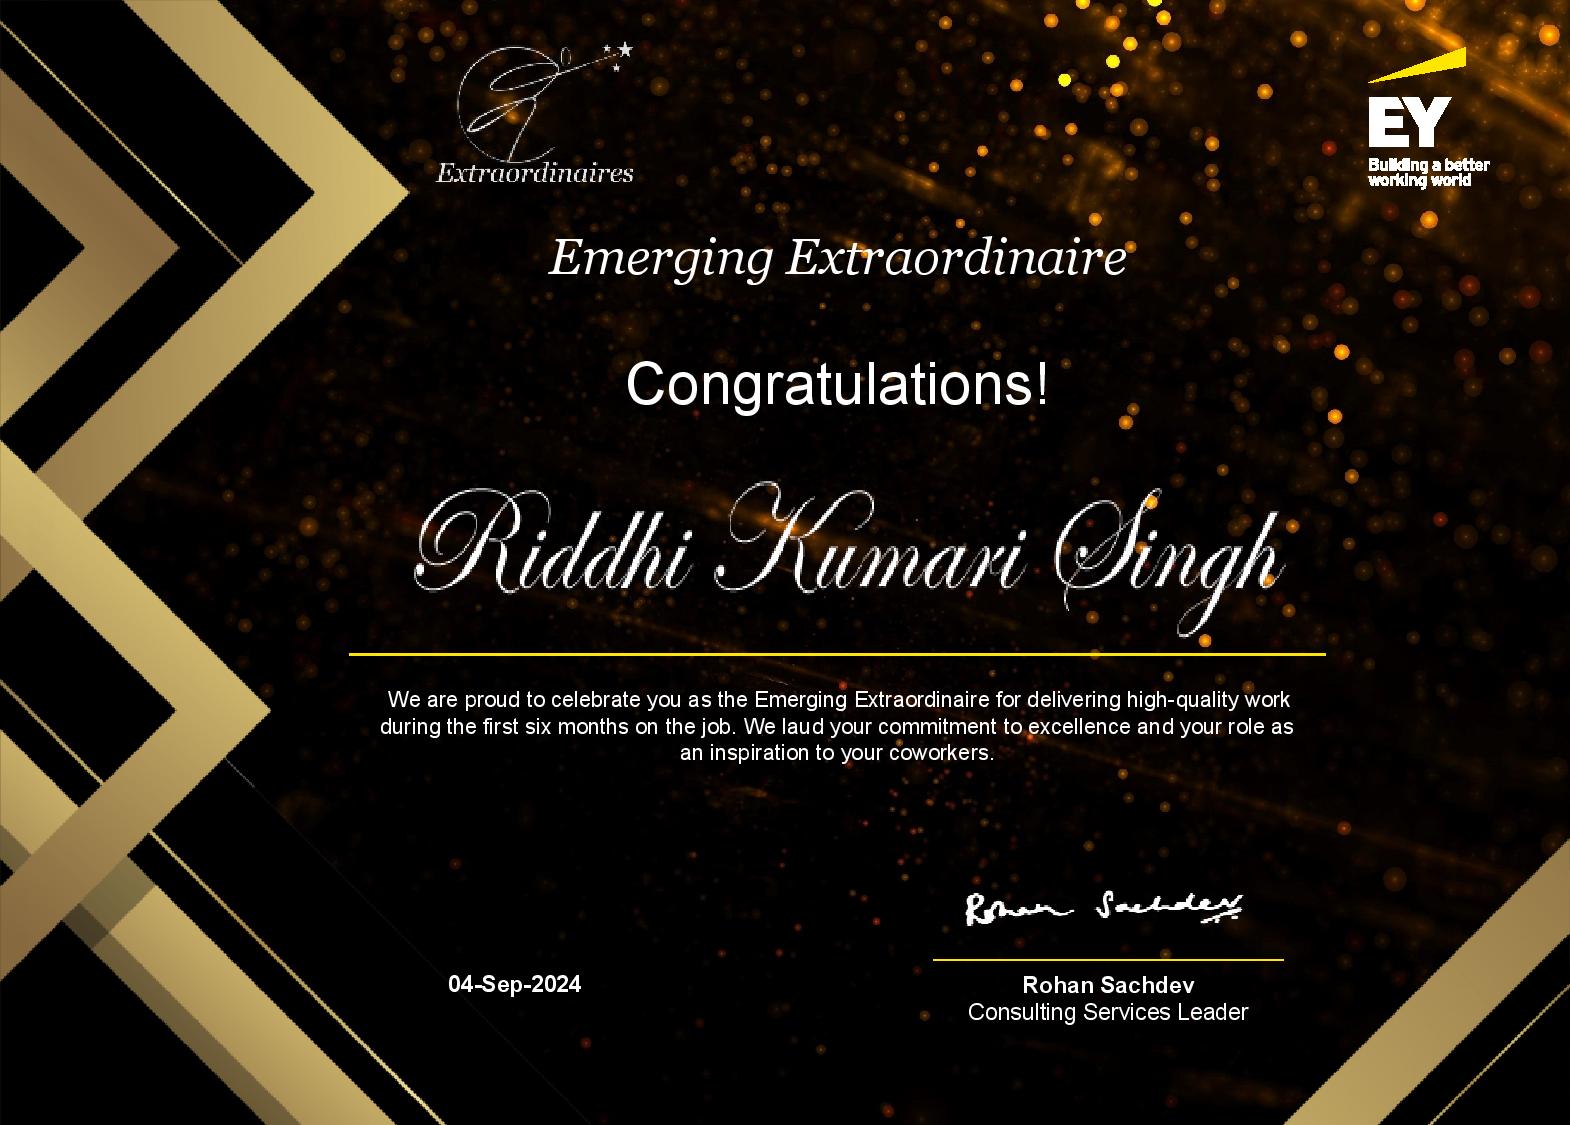 Extraordinaires
EY
Building a better
working world
Emerging Extraordinaire
Congratulations!
Riddhi Kumari Singh
We are proud to celebrate you as the Emerging Extraordinaire for delivering high-quality work
during the first six months on the job. We laud your commitment to excellence and your role as
an inspiration to your coworkers.
Rohan Sachdev
04-Sep-2024
Rohan Sachdev
Consulting Services Leader